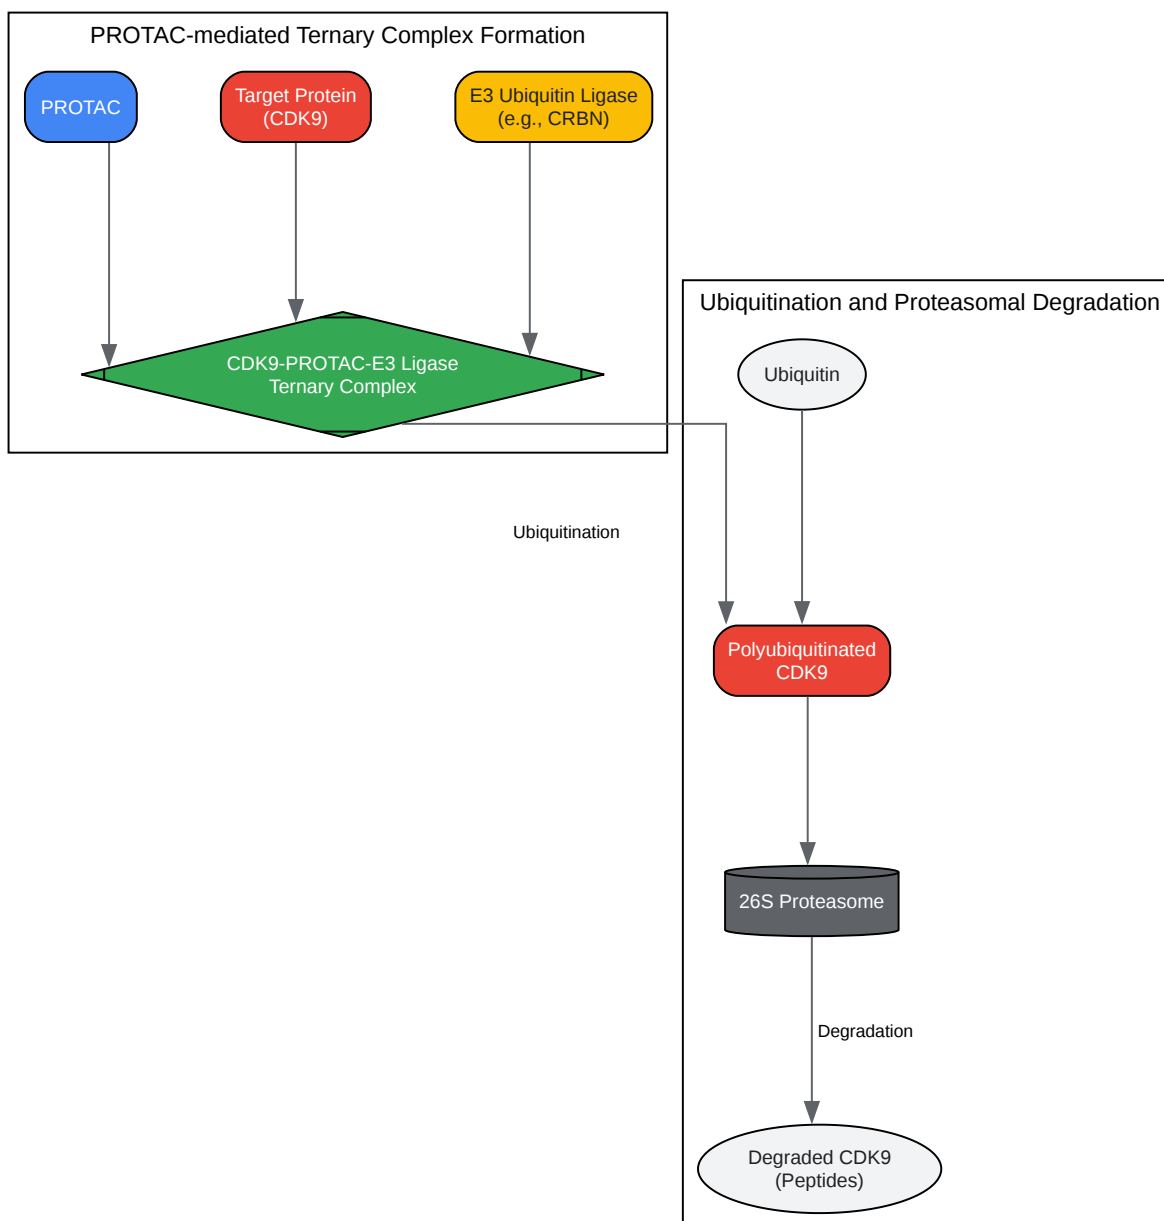 PROTAC-mediated Ternary Complex Formation
PROTAC
Target Protein
(CDK9)
E3 Ubiquitin Ligase
(e.g., CRBN)
CDK9-PROTAC-E3 Ligase
Ternary Complex
Ubiquitination and Proteasomal Degradation
Ubiquitin
Ubiquitination
Polyubiquitinated
CDK9
26S Proteasome
Degradation
Degraded CDK9
(Peptides)